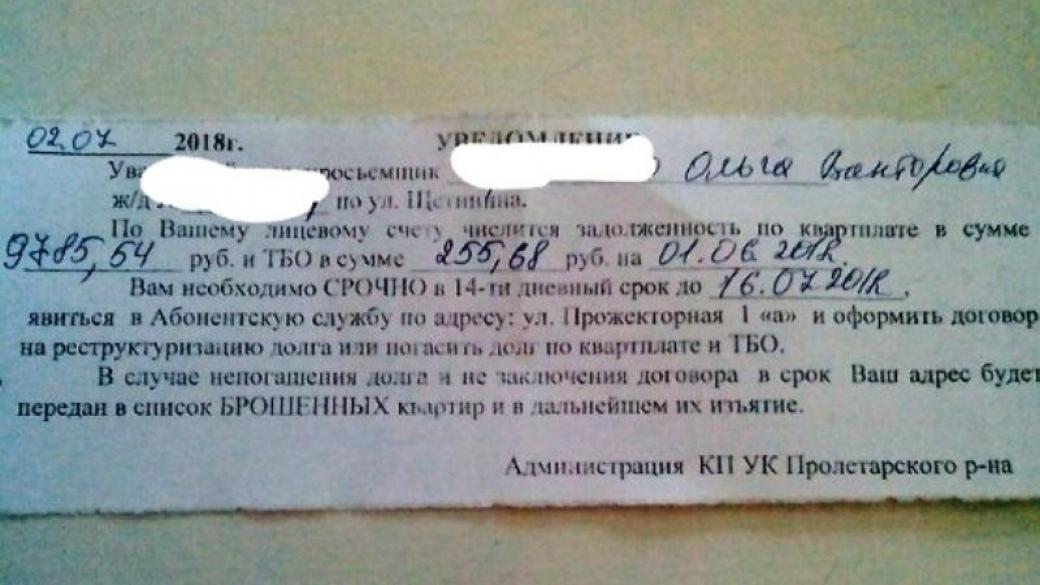 02.07 2018г. УВЕДОМЛЕНИЕ
Ольга Викторовна
ж/д по ул. Щетинина.
По Вашему лицевому счету числится задолженность по квартплате в сумме
9785,54 руб. и ТБО в сумме 255,68 руб. на 01.06.2018г.
Вам необходимо СРОЧНО в 14-ти дневный срок до 16.07.2018г.,
явиться в Абонентскую службу по адресу: ул. Прожекторная 1 «а» и оформить договор
на реструктуризацию долга или погасить долг по квартплате и ТБО.
В случае непогашения долга и не заключения договора в срок Ваш адрес будет
передан в список БРОШЕННЫХ квартир и в дальнейшем их изъятие.
Администрация КП УК Пролетарского р-на